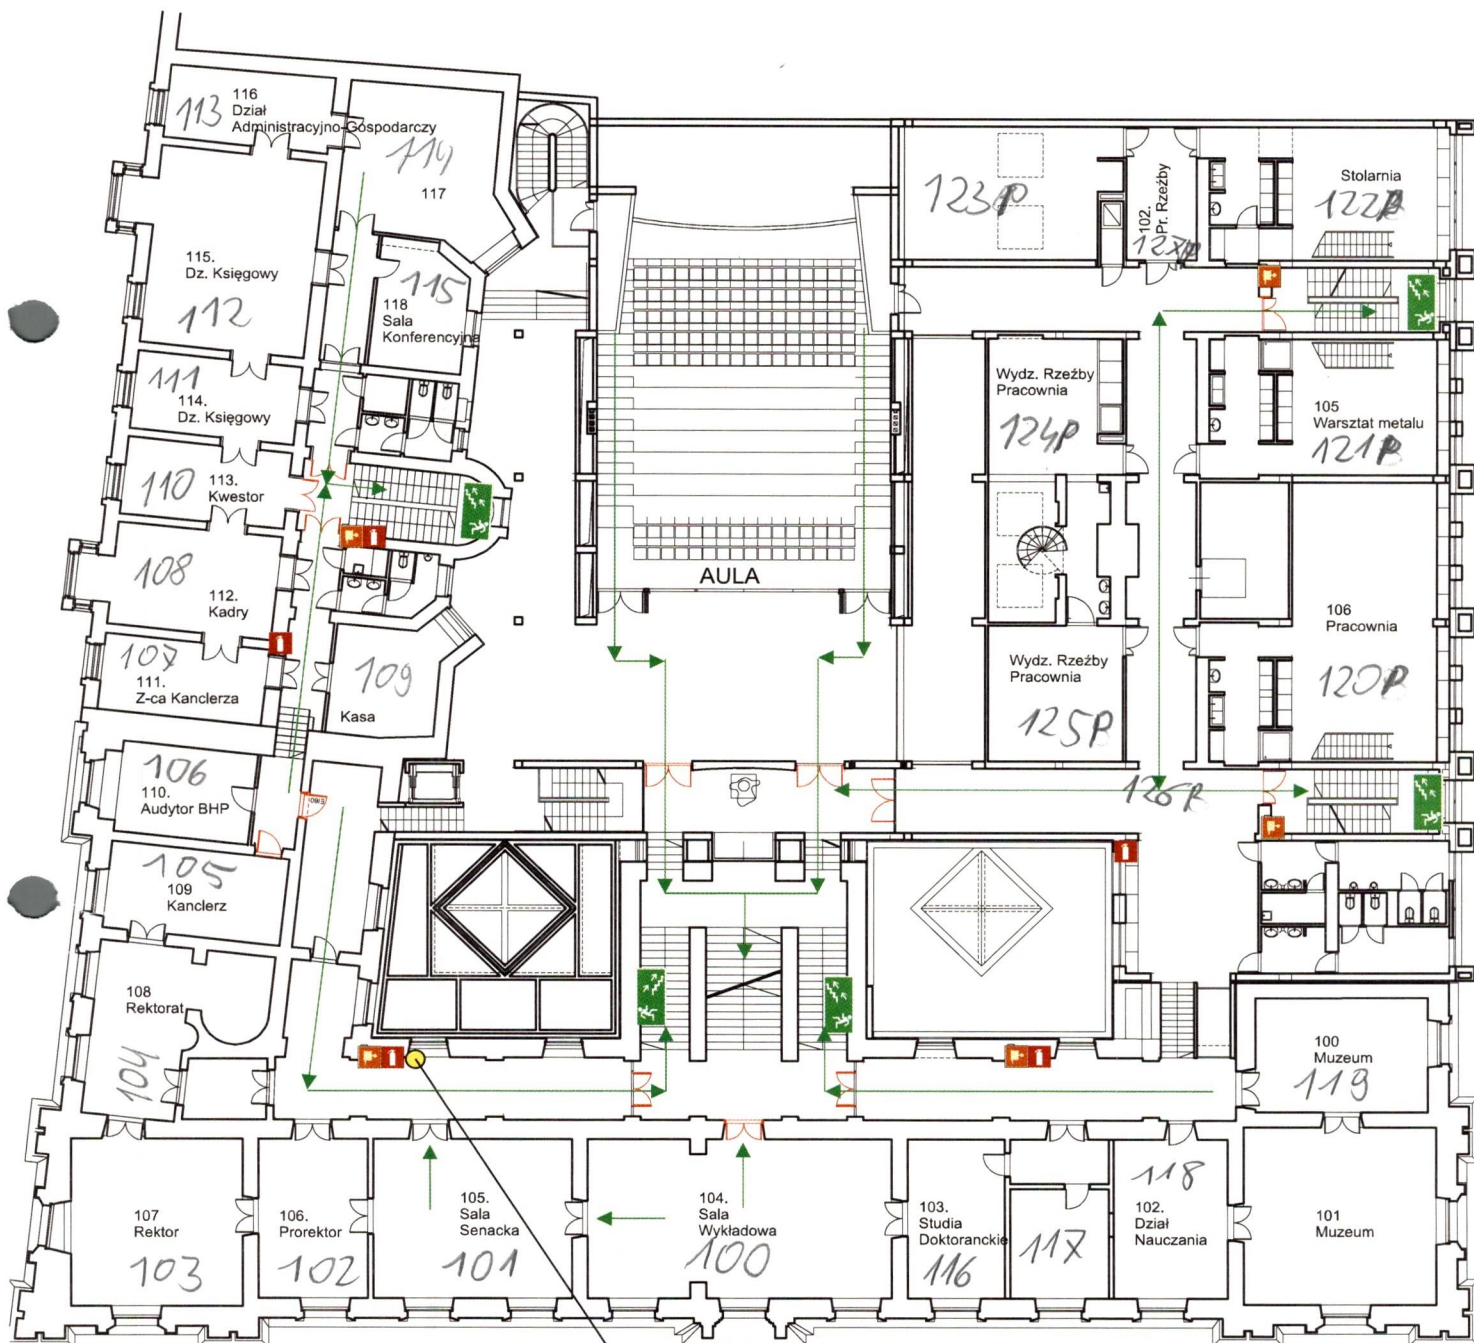 113
116
Dział
Administracyjno-Gospodarczy
114
117
115.
Dz. Księgowy
112
115
118
Sala
Konferencyjna
111
114.
Dz. Księgowy
110
113.
Kwestor
108
112.
Kadry
107
111.
Z-ca Kanclerza
109
Kasa
106
110.
Audytor BHP
105
109
Kanclerz
108
Rektorat
104
107
Rektor
103
106.
Prorektor
102
105.
Sala
Senacka
101
104.
Sala
Wykładowa
100
103.
Studia
Doktoranckie
116
117
118
102.
Dział
Nauczania
101
Muzeum
100
Muzeum
119
AULA
123P
102.
Pr. Rzeźby
127P
Stolarnia
122P
Wydz. Rzeźby
Pracownia
124P
105
Warsztat metalu
121P
106
Pracownia
120P
Wydz. Rzeźby
Pracownia
125P
126P